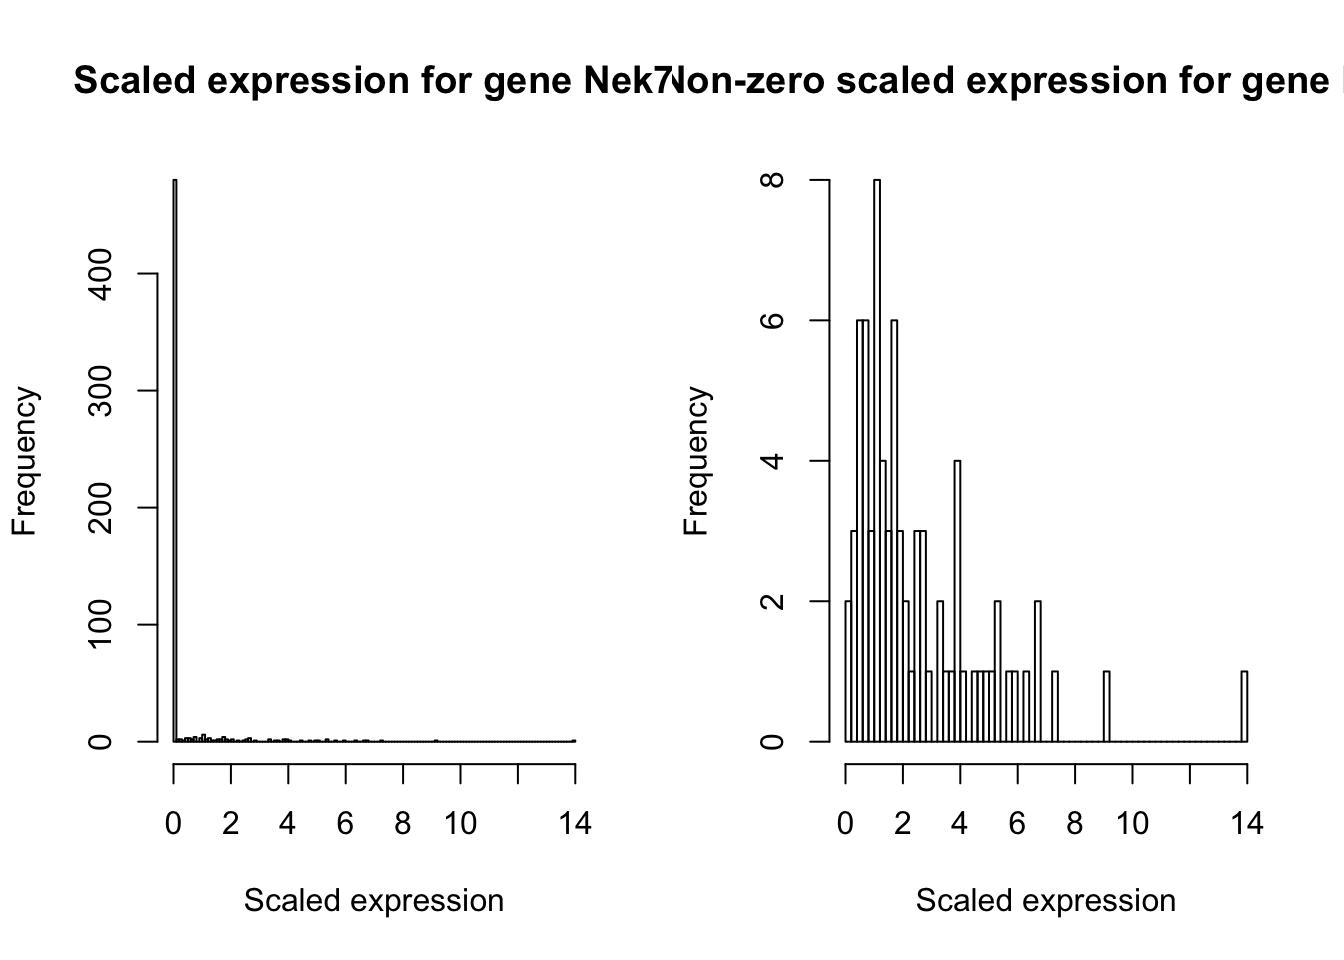 Scaled expression for gene Nek7
Non-zero scaled expression for gene
Frequency
0
100
200
300
400
0 2 4 6 8 10 14
Scaled expression
Frequency
0
2
4
6
8
0 2 4 6 8 10 14
Scaled expression